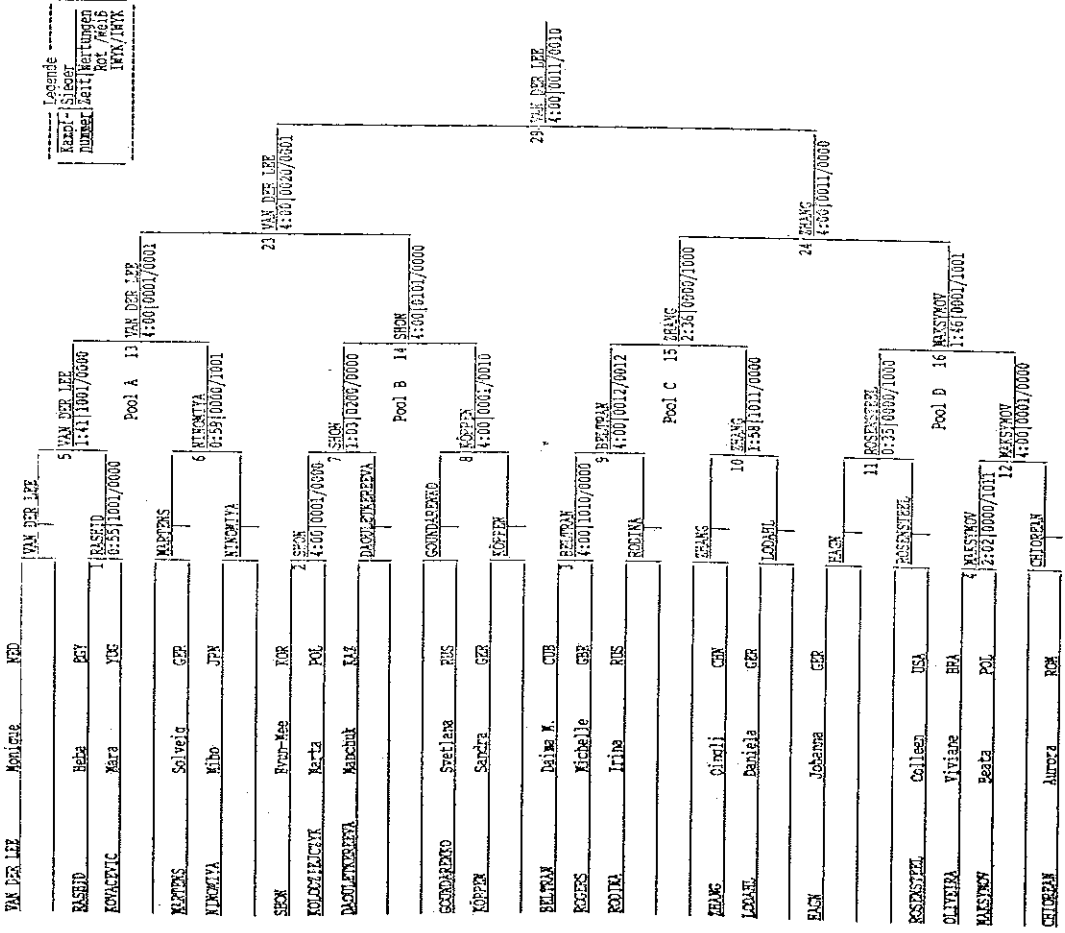 Legende
Kampf-|Sieger
nummer|Zeit|Wertungen
Rot /Weiß
IWYK/IWYK
VAN DER LEE Monique NED
RASHID Heba EGY
KOVACEVIC Mara YUG
MARTENS Solveig GER
NINOMIYA Miho JPN
SHON Hyun-Mee KOR
KOLODZIEJCZYK Marta POL
DAOULETKEREEVA Manchuk KAZ
GOUNDARENKO Svetlana RUS
KÖPPEN Sandra GER
BELTRAN Daima M. CUB
ROGERS Michelle GBR
RODINA Irina RUS
ZHANG Qingli CHN
LODAHL Daniela GER
HAGN Johanna GER
ROSENSTEEL Colleen USA
OLIVEIRA Viviane BRA
MAKSYMOV Beata POL
CHIOREAN Aurora ROM
VAN DER LEE
1 RASHID
0:55|1001/0000
MARTENS
NINOMIYA
2 SHON
4:00|0001/0000
DAOULETKEREEVA
GOUNDARENKO
KÖPPEN
3 BELTRAN
4:00|1010/0000
RODINA
ZHANG
LODAHL
HAGN
ROSENSTEEL
4 MAKSYMOV
2:02|0000/1011
CHIOREAN
5 VAN DER LEE
1:41|1001/0000
6 NINOMIYA
0:59|0000/1001
7 SHON
1:03|0200/0000
8 KÖPPEN
4:00|0001/0010
9 BELTRAN
4:00|0012/0012
10 ZHANG
1:58|1011/0000
11 ROSENSTEEL
0:35|0000/1000
12 MAKSYMOV
4:00|0001/0000
Pool A 13 VAN DER LEE
4:00|0001/0001
Pool B 14 SHON
4:00|0101/0000
Pool C 15 ZHANG
2:36|0000/1000
Pool D 16 MAKSYMOV
1:46|0001/1001
23 VAN DER LEE
4:00|0020/0001
24 ZHANG
4:00|0011/0000
29 VAN DER LEE
4:00|0011/0010